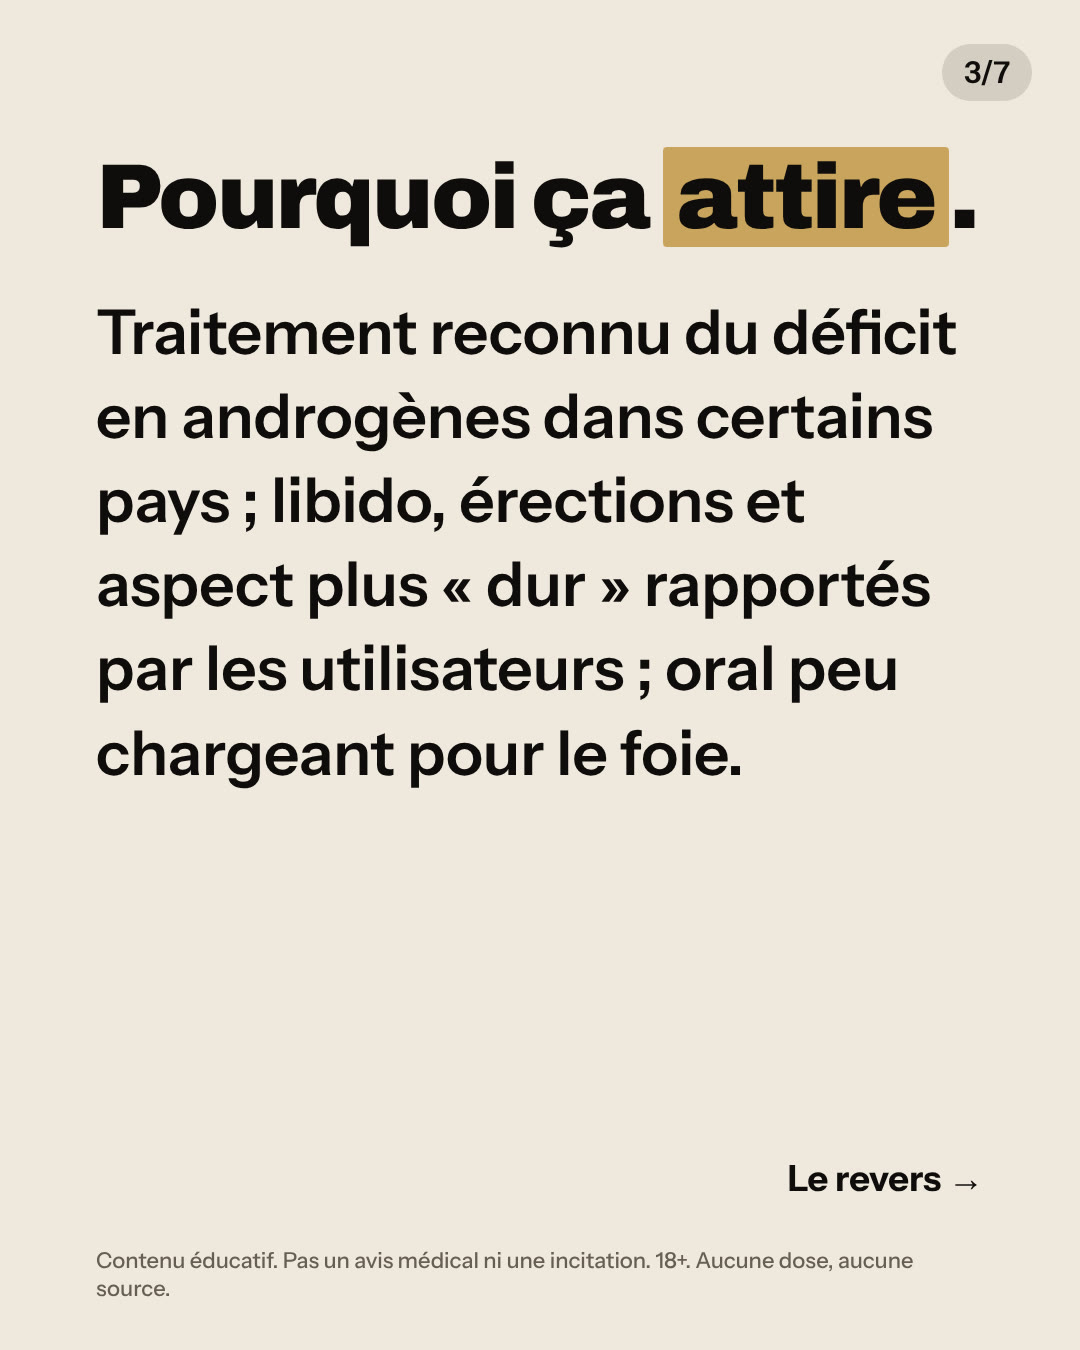 3/7
Pourquoi ça attire.
Traitement reconnu du déficit
en androgènes dans certains
pays ; libido, érections et
aspect plus « dur » rapportés
par les utilisateurs ; oral peu
chargeant pour le foie.
Le revers →
Contenu éducatif. Pas un avis médical ni une incitation. 18+. Aucune dose, aucune
source.